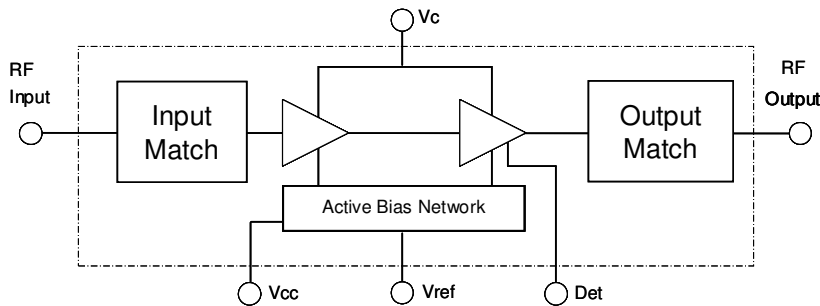 Vc
RF
Input
Input
Match
Output
Match
RF
Output
Active Bias Network
Vcc
Vref
Det